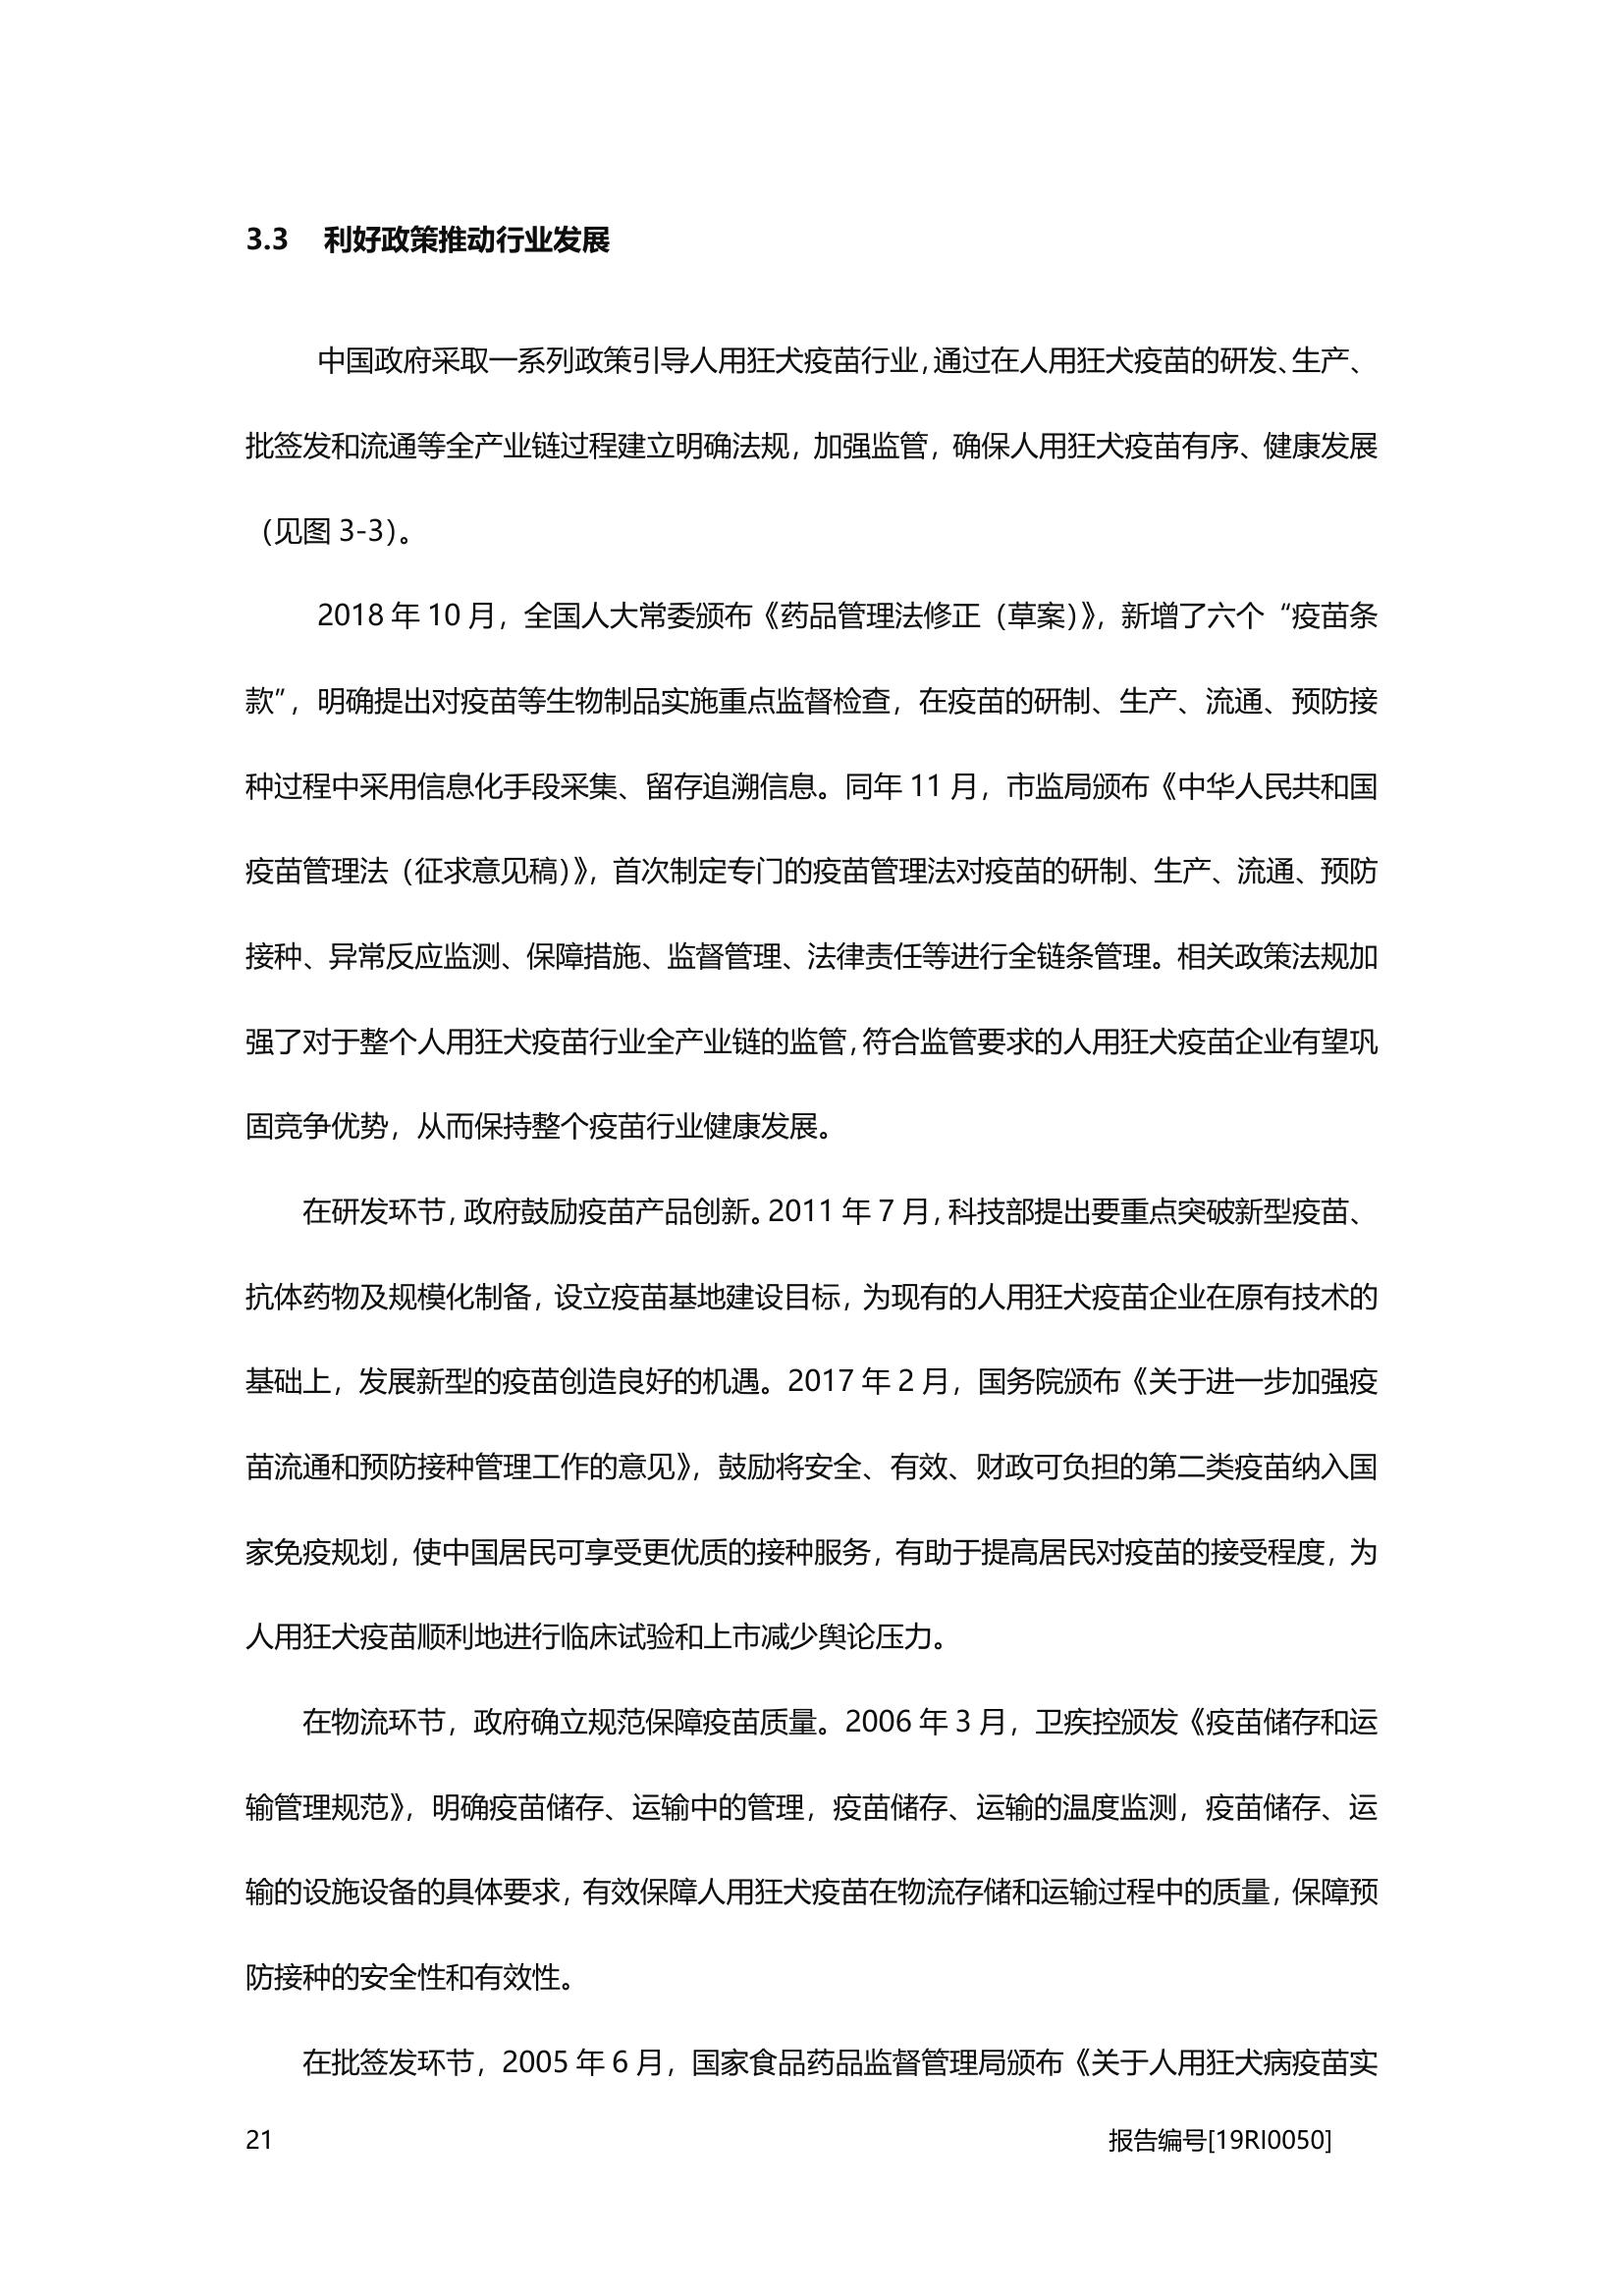 3.3 利好政策推动行业发展
中国政府采取一系列政策引导人用狂犬疫苗行业，通过在人用狂犬疫苗的研发、生产、
批签发和流通等全产业链过程建立明确法规，加强监管，确保人用狂犬疫苗有序、健康发展
（见图 3-3）。
2018 年 10 月，全国人大常委颁布《药品管理法修正（草案）》，新增了六个“疫苗条
款”，明确提出对疫苗等生物制品实施重点监督检查，在疫苗的研制、生产、流通、预防接
种过程中采用信息化手段采集、留存追溯信息。同年 11 月，市监局颁布《中华人民共和国
疫苗管理法（征求意见稿）》，首次制定专门的疫苗管理法对疫苗的研制、生产、流通、预防
接种、异常反应监测、保障措施、监督管理、法律责任等进行全链条管理。相关政策法规加
强了对于整个人用狂犬疫苗行业全产业链的监管，符合监管要求的人用狂犬疫苗企业有望巩
固竞争优势，从而保持整个疫苗行业健康发展。
在研发环节，政府鼓励疫苗产品创新。2011 年 7 月，科技部提出要重点突破新型疫苗、
抗体药物及规模化制备，设立疫苗基地建设目标，为现有的人用狂犬疫苗企业在原有技术的
基础上，发展新型的疫苗创造良好的机遇。2017 年 2 月，国务院颁布《关于进一步加强疫
苗流通和预防接种管理工作的意见》，鼓励将安全、有效、财政可负担的第二类疫苗纳入国
家免疫规划，使中国居民可享受更优质的接种服务，有助于提高居民对疫苗的接受程度，为
人用狂犬疫苗顺利地进行临床试验和上市减少舆论压力。
在物流环节，政府确立规范保障疫苗质量。2006 年 3 月，卫疾控颁发《疫苗储存和运
输管理规范》，明确疫苗储存、运输中的管理，疫苗储存、运输的温度监测，疫苗储存、运
输的设施设备的具体要求，有效保障人用狂犬疫苗在物流存储和运输过程中的质量，保障预
防接种的安全性和有效性。
在批签发环节，2005 年 6 月，国家食品药品监督管理局颁布《关于人用狂犬病疫苗实
21 报告编号[19RI0050]